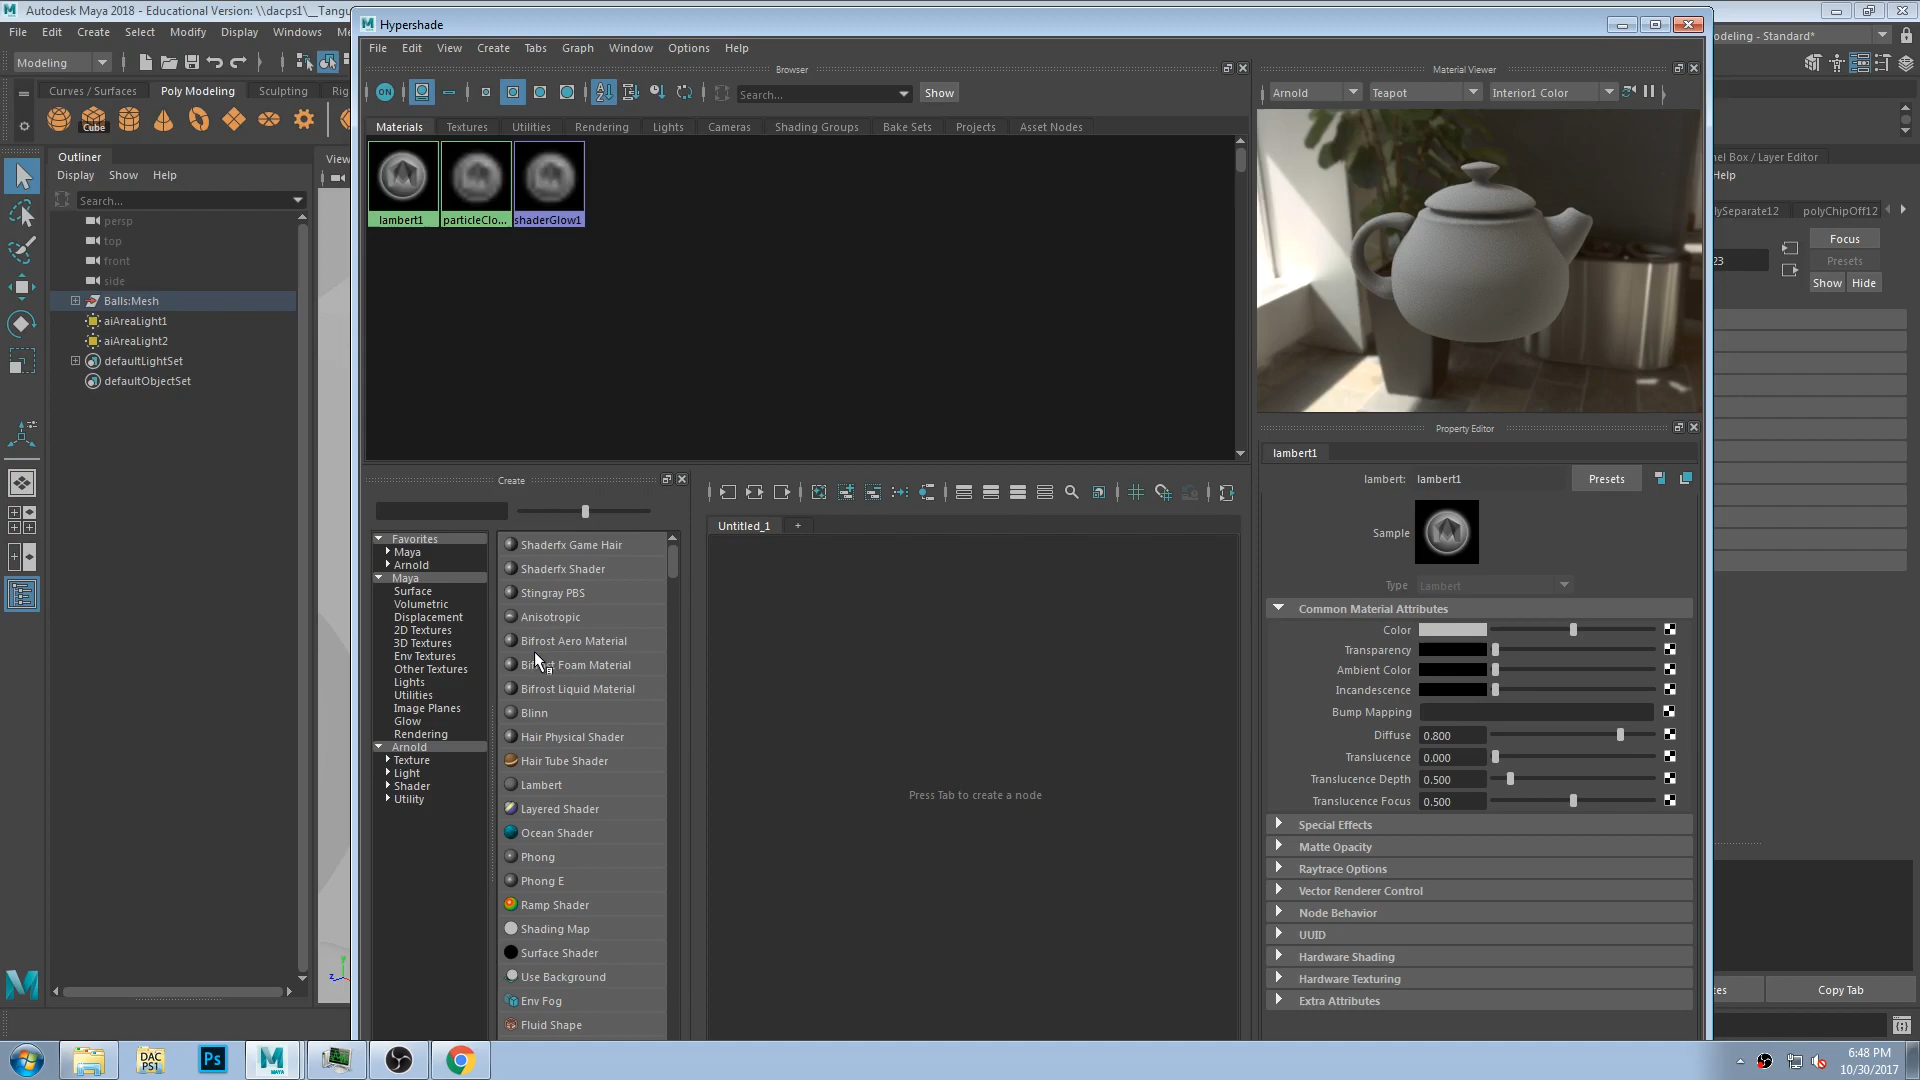 Autodesk Maya 2018 - Educational Version: \\dacps1\__Tangu
File Edit Create Select Modify Display Windows
Modeling
Curves / Surfaces Poly Modeling Sculpting
Cube
Outliner
Display Show Help
Search...
persp
top
front
side
Balls:Mesh
aiAreaLight1
aiAreaLight2
defaultLightSet
defaultObjectSet
View
Hypershade
File Edit View Create Tabs Graph Window Options Help
Browser
ON
Search...
Show
Materials Textures Utilities Rendering Lights Cameras Shading Groups Bake Sets Projects Asset Nodes
lambert1 particleClo... shaderGlow1
Create
Favorites
Maya
Arnold
Maya
Surface
Volumetric
Displacement
2D Textures
3D Textures
Env Textures
Other Textures
Lights
Utilities
Image Planes
Glow
Rendering
Arnold
Texture
Light
Shader
Utility
Shaderfx Game Hair
Shaderfx Shader
Stingray PBS
Anisotropic
Bifrost Aero Material
Bifrost Foam Material
Bifrost Liquid Material
Blinn
Hair Physical Shader
Hair Tube Shader
Lambert
Layered Shader
Ocean Shader
Phong
Phong E
Ramp Shader
Shading Map
Surface Shader
Use Background
Env Fog
Fluid Shape
Untitled_1 +
Press Tab to create a node
Material Viewer
Arnold Teapot Interior1 Color
Property Editor
lambert1
lambert: lambert1 Presets
Sample
Type Lambert
Common Material Attributes
Color
Transparency
Ambient Color
Incandescence
Bump Mapping
Diffuse 0.800
Translucence 0.000
Translucence Depth 0.500
Translucence Focus 0.500
Special Effects
Matte Opacity
Raytrace Options
Vector Renderer Control
Node Behavior
UUID
Hardware Shading
Hardware Texturing
Extra Attributes
odeling - Standard*
nel Box / Layer Editor
Help
lySeparate12 polyChipOff12
Focus
23 Presets
Show Hide
tes Copy Tab
DAC
PS1
Ps
MAYA
6:48 PM
10/30/2017